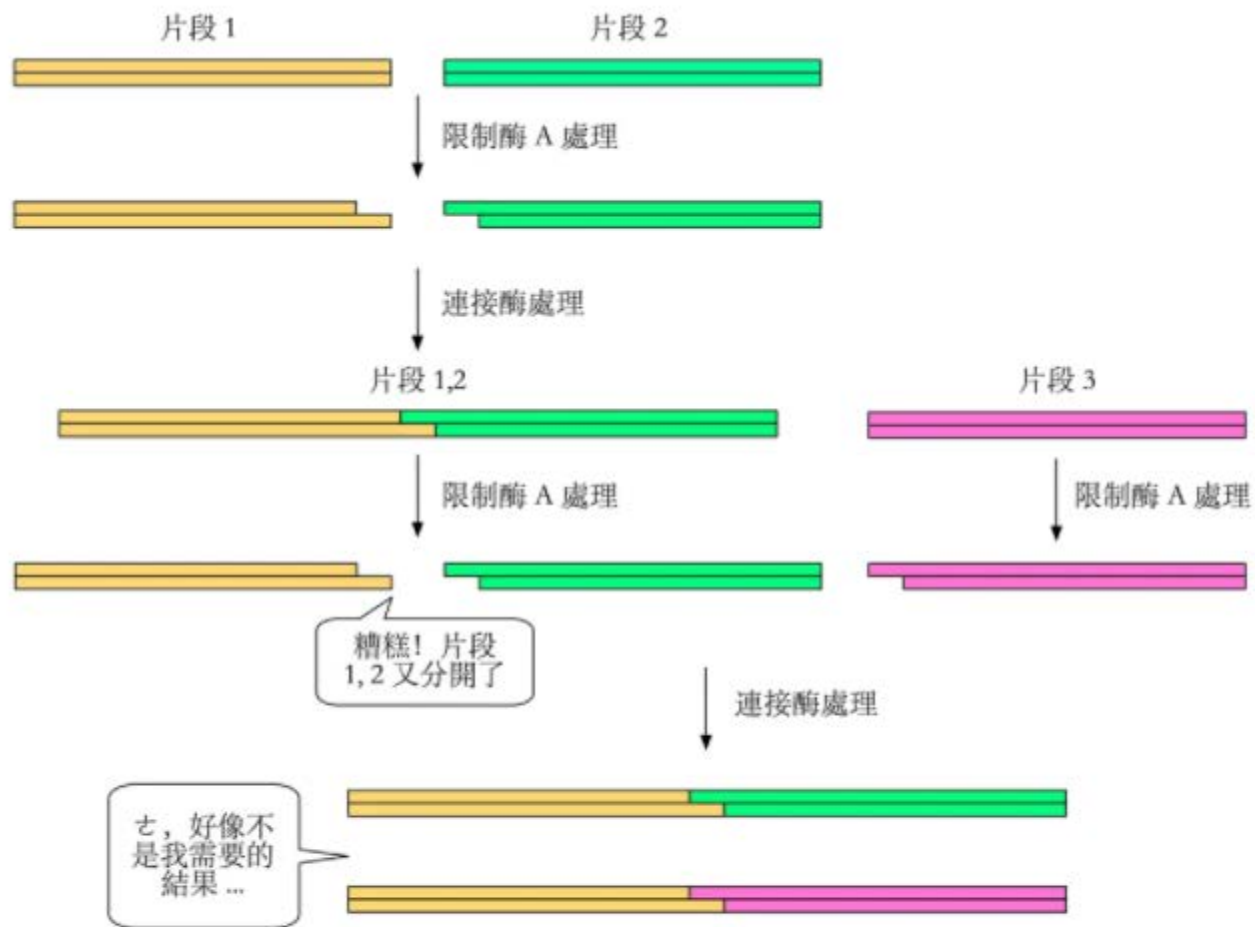 片段 1
片段 2
限制酶 A 處理
連接酶處理
片段 1,2
片段 3
限制酶 A 處理
限制酶 A 處理
糟糕！片段
1, 2 又分開了
連接酶處理
ㄜ，好像不
是我需要的
結果 ...